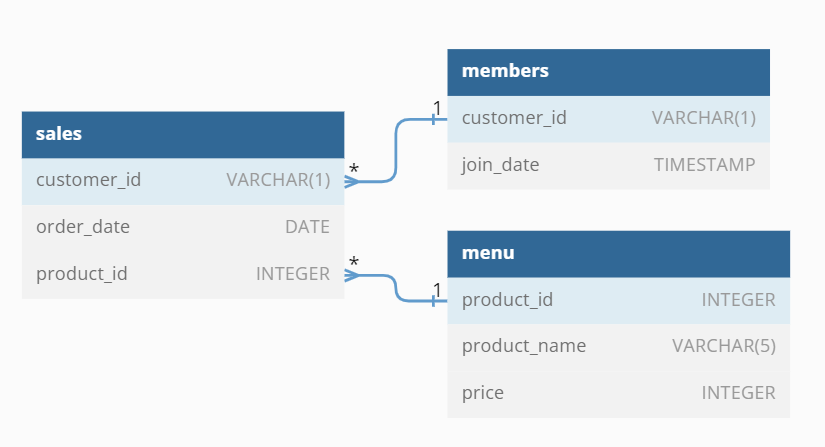 sales
customer_id VARCHAR(1)
order_date DATE
product_id INTEGER
*
*
1
1
members
customer_id VARCHAR(1)
join_date TIMESTAMP
menu
product_id INTEGER
product_name VARCHAR(5)
price INTEGER